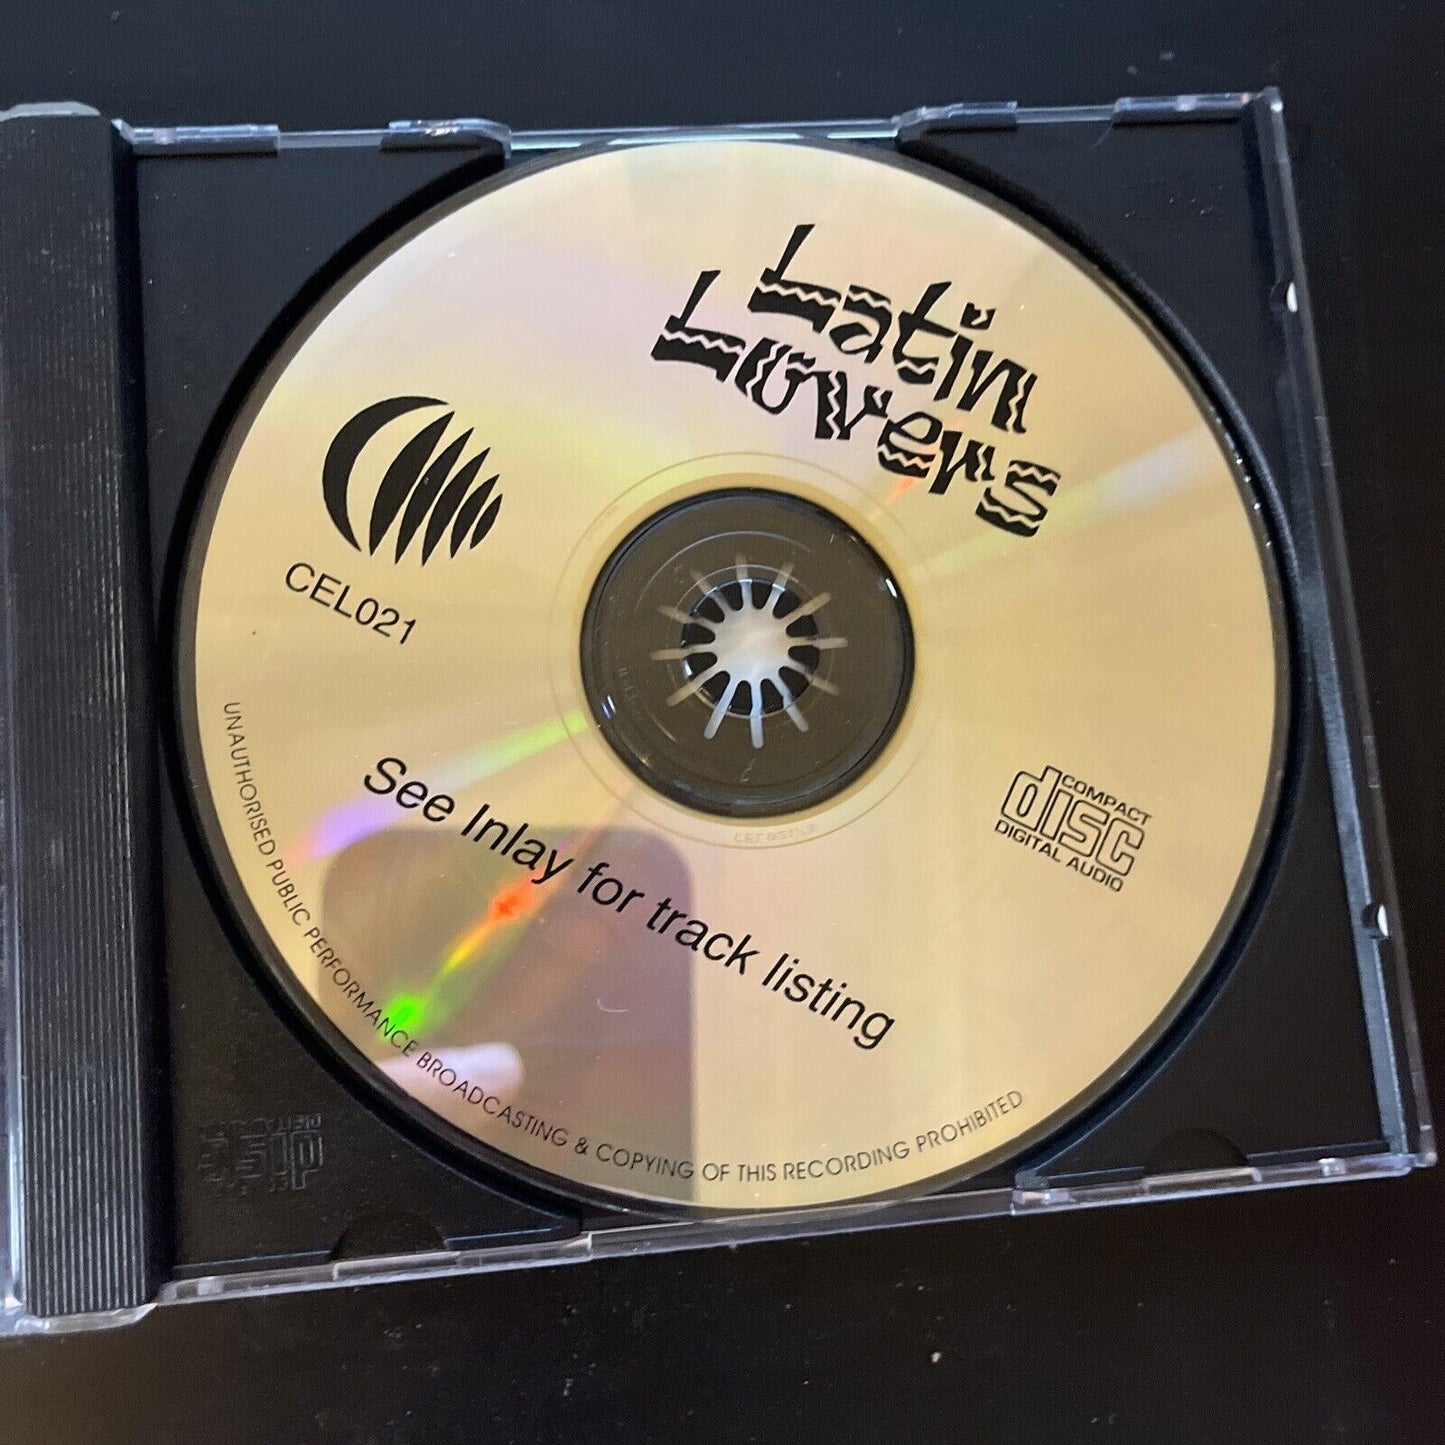 Latin
Lovers
CEL021
See Inlay for track listing
COMPACT
disc
DIGITAL AUDIO
UNAUTHORISED PUBLIC PERFORMANCE BROADCASTING & COPYING OF THIS RECORDING PROHIBITED